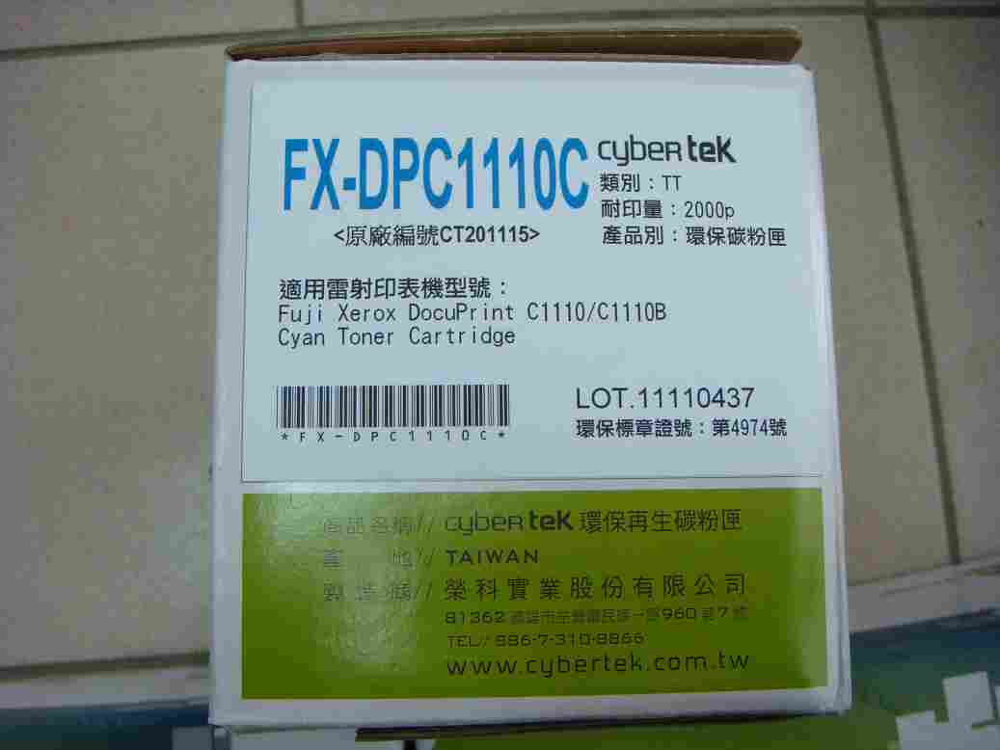 FX-DPC1110C
cyberтek
類別：TT
耐印量：2000p
<原廠編號CT201115>
產品別：環保碳粉匣
適用雷射印表機型號：
Fuji Xerox DocuPrint C1110/C1110B
Cyan Toner Cartridge
LOT.11110437
*FX-DPC1110C*
環保標章證號：第4974號
商品名稱// cybertek 環保再生碳粉匣
產 地// TAIWAN
製造商// 榮科實業股份有限公司
81362 高雄市左營區民族一路960巷7號
TEL// 886-7-310-8866
www.cybertek.com.tw